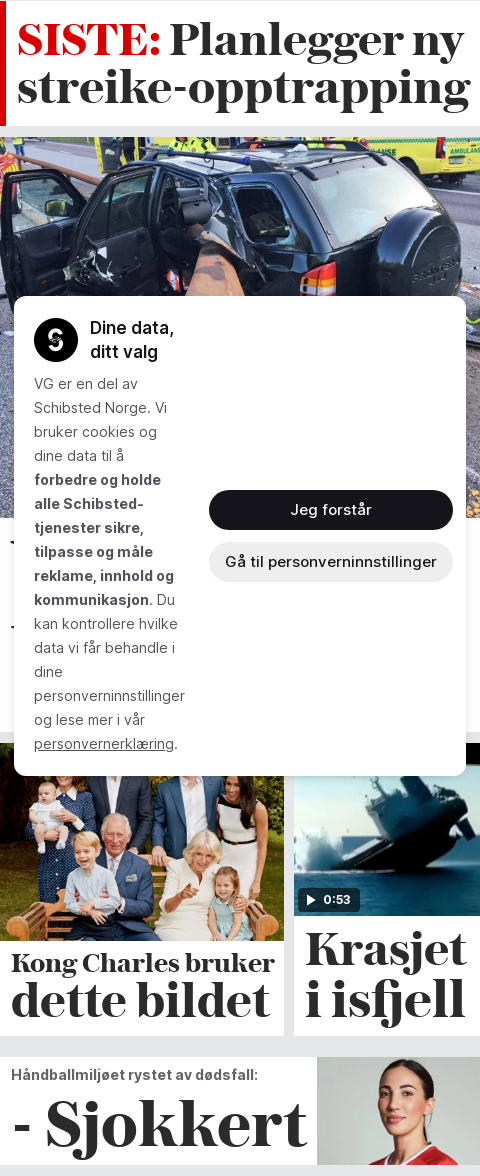 SISTE: Planlegger ny
streike-opptrapping
Dine data,
ditt valg
VG er en del av
Schibsted Norge. Vi
bruker cookies og
dine data til å
forbedre og holde
alle Schibsted-
tjenester sikre,
tilpasse og måle
reklame, innhold og
kommunikasjon. Du
kan kontrollere hvilke
data vi får behandle i
dine
personverninnstillinger
og lese mer i vår
personvernerklæring.
Jeg forstår
Gå til personverninnstillinger
0:53
Kong Charles bruker
dette bildet
Krasjet
i isfjell
Håndballmiljøet rystet av dødsfall:
- Sjokkert